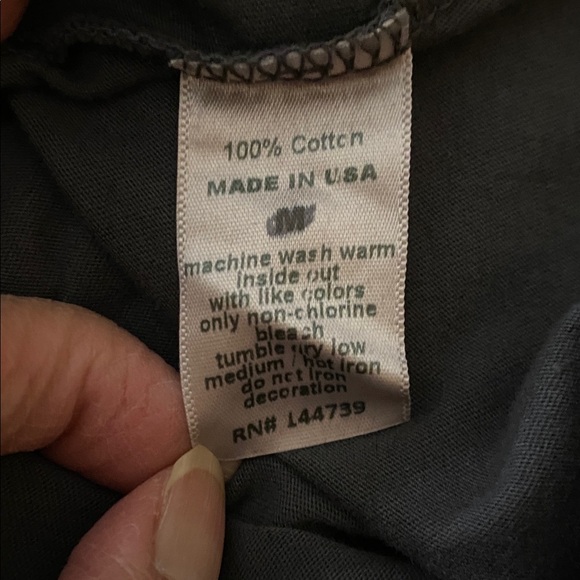 100% Cotton
MADE IN USA
M
machine wash warm
inside out
with like colors
only non-chlorine
bleach
tumble dry low
medium / hot iron
do not iron
decoration
RN# 144739